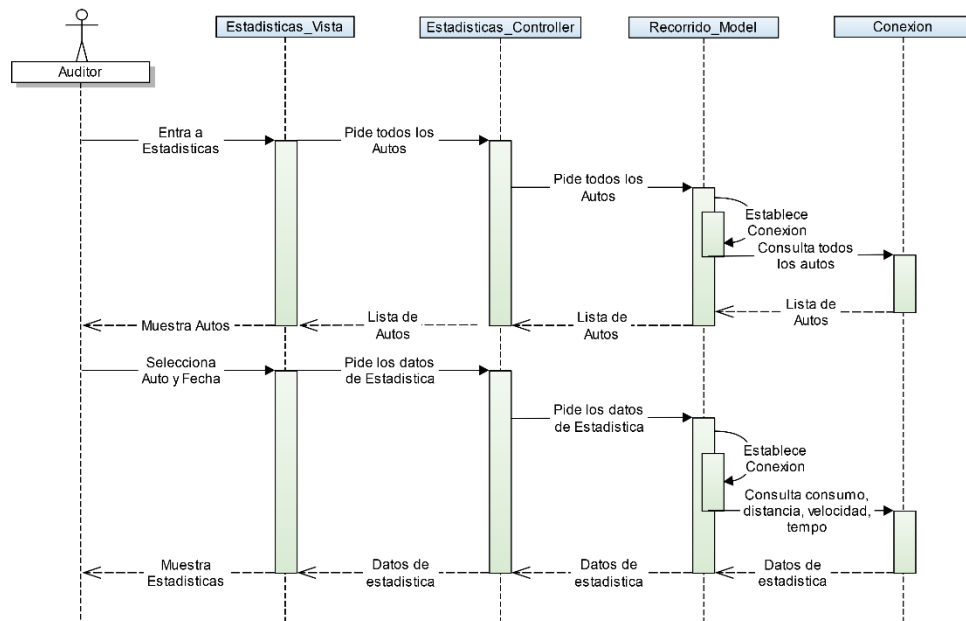 Estadisticas_Vista
Estadisticas_Controller
Recorrido_Model
Conexion
Auditor
Entra a
Estadisticas
Pide todos los
Autos
Pide todos los
Autos
Establece
Conexion
Consulta todos
los autos
Lista de
Autos
Lista de
Autos
Lista de
Autos
Muestra Autos
Selecciona
Auto y Fecha
Pide los datos
de Estadistica
Pide los datos
de Estadistica
Establece
Conexion
Consulta consumo,
distancia, velocidad,
tempo
Datos de
estadistica
Datos de
estadistica
Datos de
estadistica
Muestra
Estadisticas